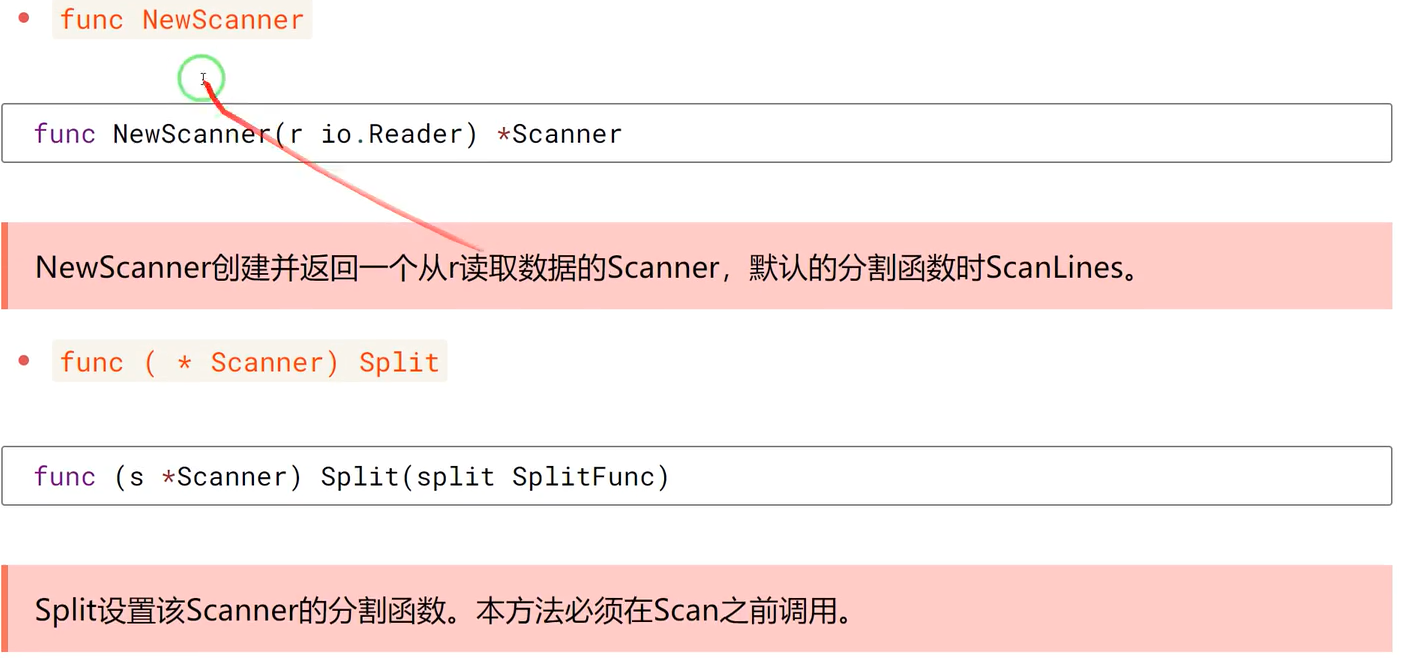 func NewScanner
func NewScanner(r io.Reader) *Scanner
NewScanner创建并返回一个从r读取数据的Scanner，默认的分割函数时ScanLines。
func ( * Scanner) Split
func (s *Scanner) Split(split SplitFunc)
Split设置该Scanner的分割函数。本方法必须在Scan之前调用。